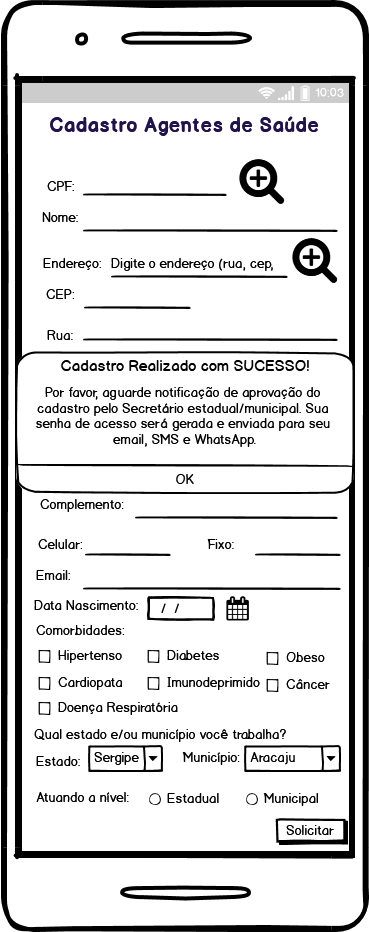 10:03
Cadastro Agentes de Saúde
CPF:
Nome:
Endereço: Digite o endereço (rua, cep,
CEP:
Rua:
Cadastro Realizado com SUCESSO!
Por favor, aguarde notificação de aprovação do
cadastro pelo Secretário estadual/municipal. Sua
senha de acesso será gerada e enviada para seu
email, SMS e WhatsApp.
OK
Complemento:
Celular: Fixo:
Email:
Data Nascimento: / /
Comorbidades:
Hipertenso Diabetes Obeso
Cardiopata Imunodeprimido Câncer
Doença Respiratória
Qual estado e/ou município você trabalha?
Estado: Sergipe Município: Aracaju
Atuando a nível: Estadual Municipal
Solicitar